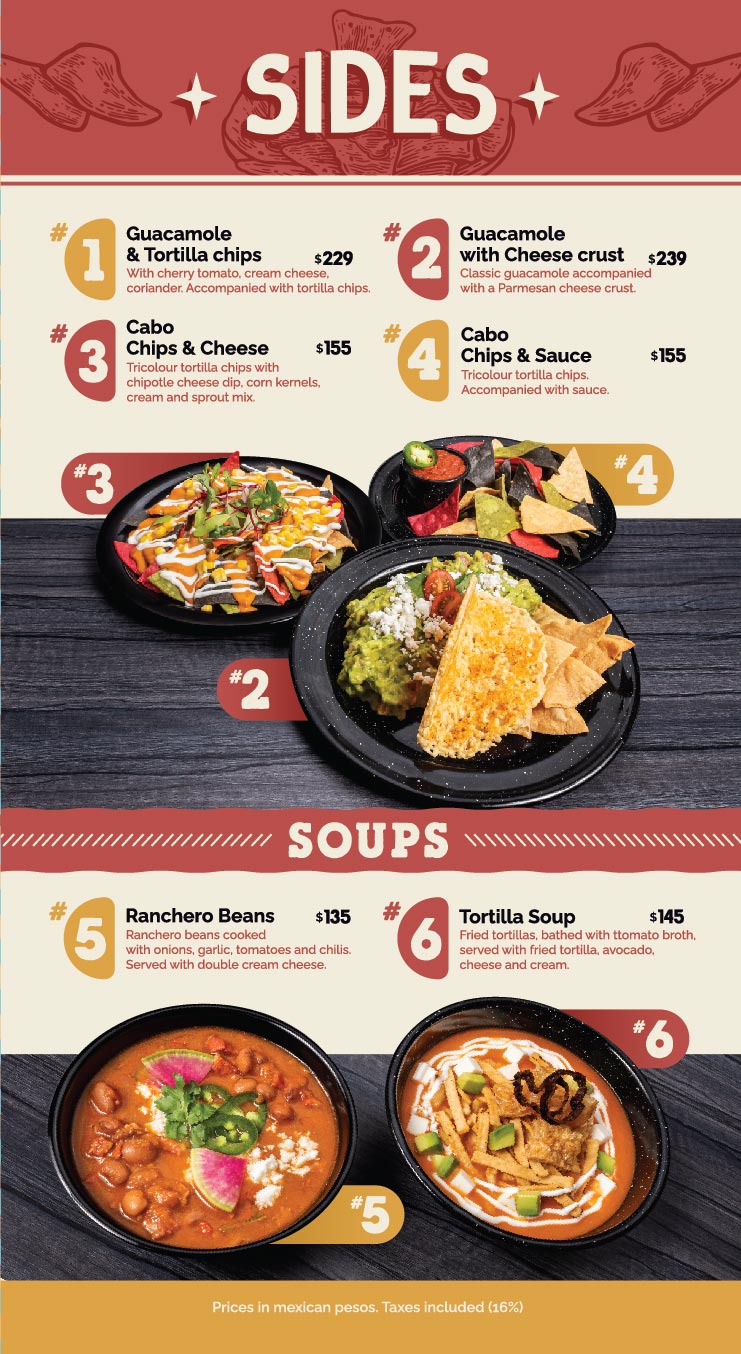 SIDES
#1
Guacamole
& Tortilla chips $229
With cherry tomato, cream cheese,
coriander. Accompanied with tortilla chips.
#2
Guacamole
with Cheese crust $239
Classic guacamole accompanied
with a Parmesan cheese crust.
#3
Cabo
Chips & Cheese $155
Tricolour tortilla chips with
chipotle cheese dip, corn kernels,
cream and sprout mix.
#4
Cabo
Chips & Sauce $155
Tricolour tortilla chips.
Accompanied with sauce.
#3
#4
#2
SOUPS
#5
Ranchero Beans $135
Ranchero beans cooked
with onions, garlic, tomatoes and chilis.
Served with double cream cheese.
#6
Tortilla Soup $145
Fried tortillas, bathed with ttomato broth,
served with fried tortilla, avocado,
cheese and cream.
#6
#5
Prices in mexican pesos. Taxes included (16%)